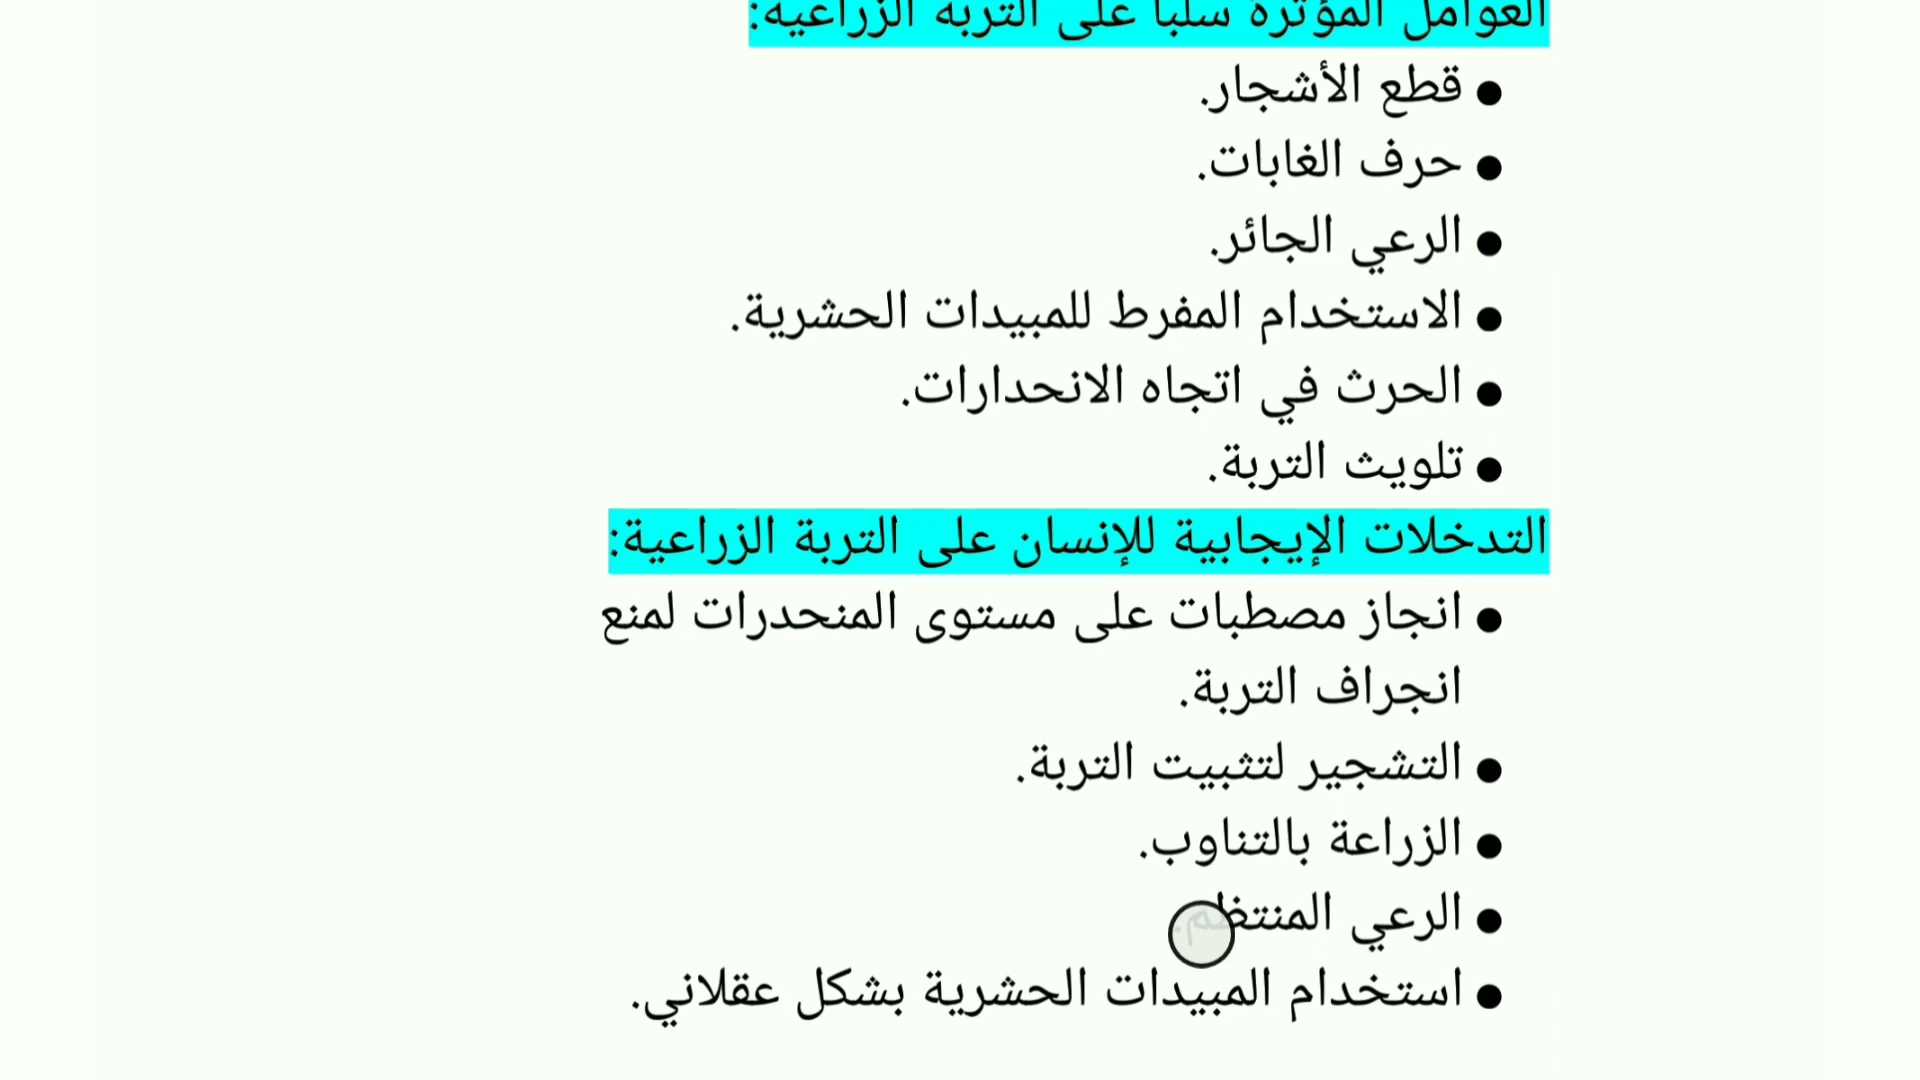 العوامل المؤثرة سلبا على التربة الزراعية:
● قطع الأشجار.
● حرف الغابات.
● الرعي الجائر.
● الاستخدام المفرط للمبيدات الحشرية.
● الحرث في اتجاه الانحدارات.
● تلويث التربة.
التدخلات الإيجابية للإنسان على التربة الزراعية:
● انجاز مصطبات على مستوى المنحدرات لمنع
انجراف التربة.
● التشجير لتثبيت التربة.
● الزراعة بالتناوب.
● الرعي المنتظم.
● استخدام المبيدات الحشرية بشكل عقلاني.